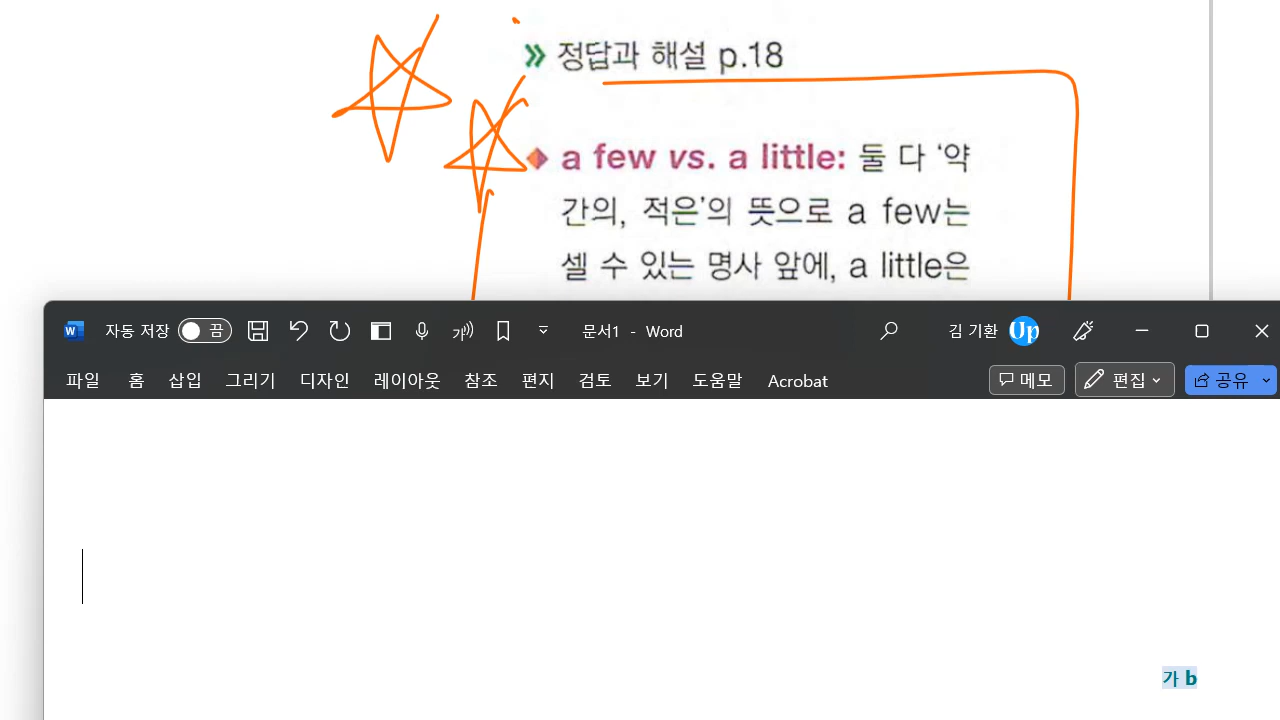 » 정답과 해설 p.18
◆ a few vs. a little: 둘 다 ‘약
간의, 적은’의 뜻으로 a few는
셀 수 있는 명사 앞에, a little은
자동 저장 끔 가 문서1 - Word 김 기환 Up
파일 홈 삽입 그리기 디자인 레이아웃 참조 편지 검토 보기 도움말 Acrobat 메모 편집 공유
가 b